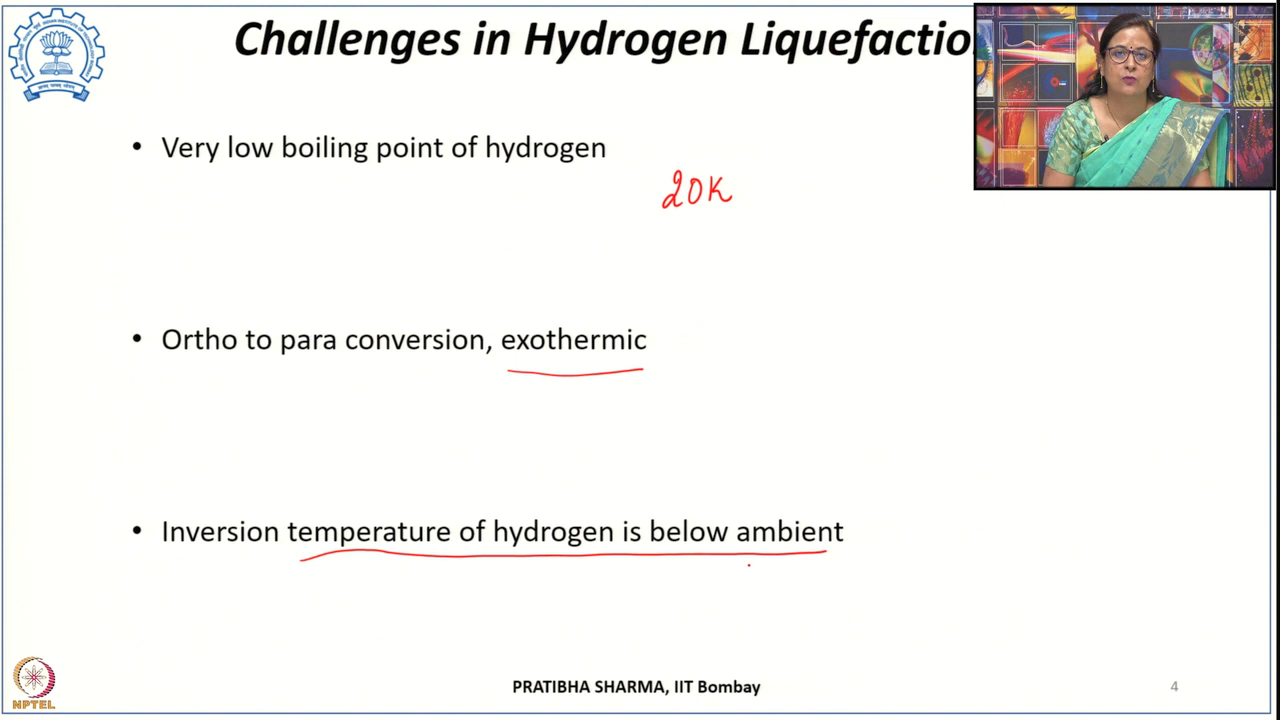 Challenges in Hydrogen Liquefactio
• Very low boiling point of hydrogen
20K
• Ortho to para conversion, exothermic
• Inversion temperature of hydrogen is below ambient
NPTEL
PRATIBHA SHARMA, IIT Bombay
4